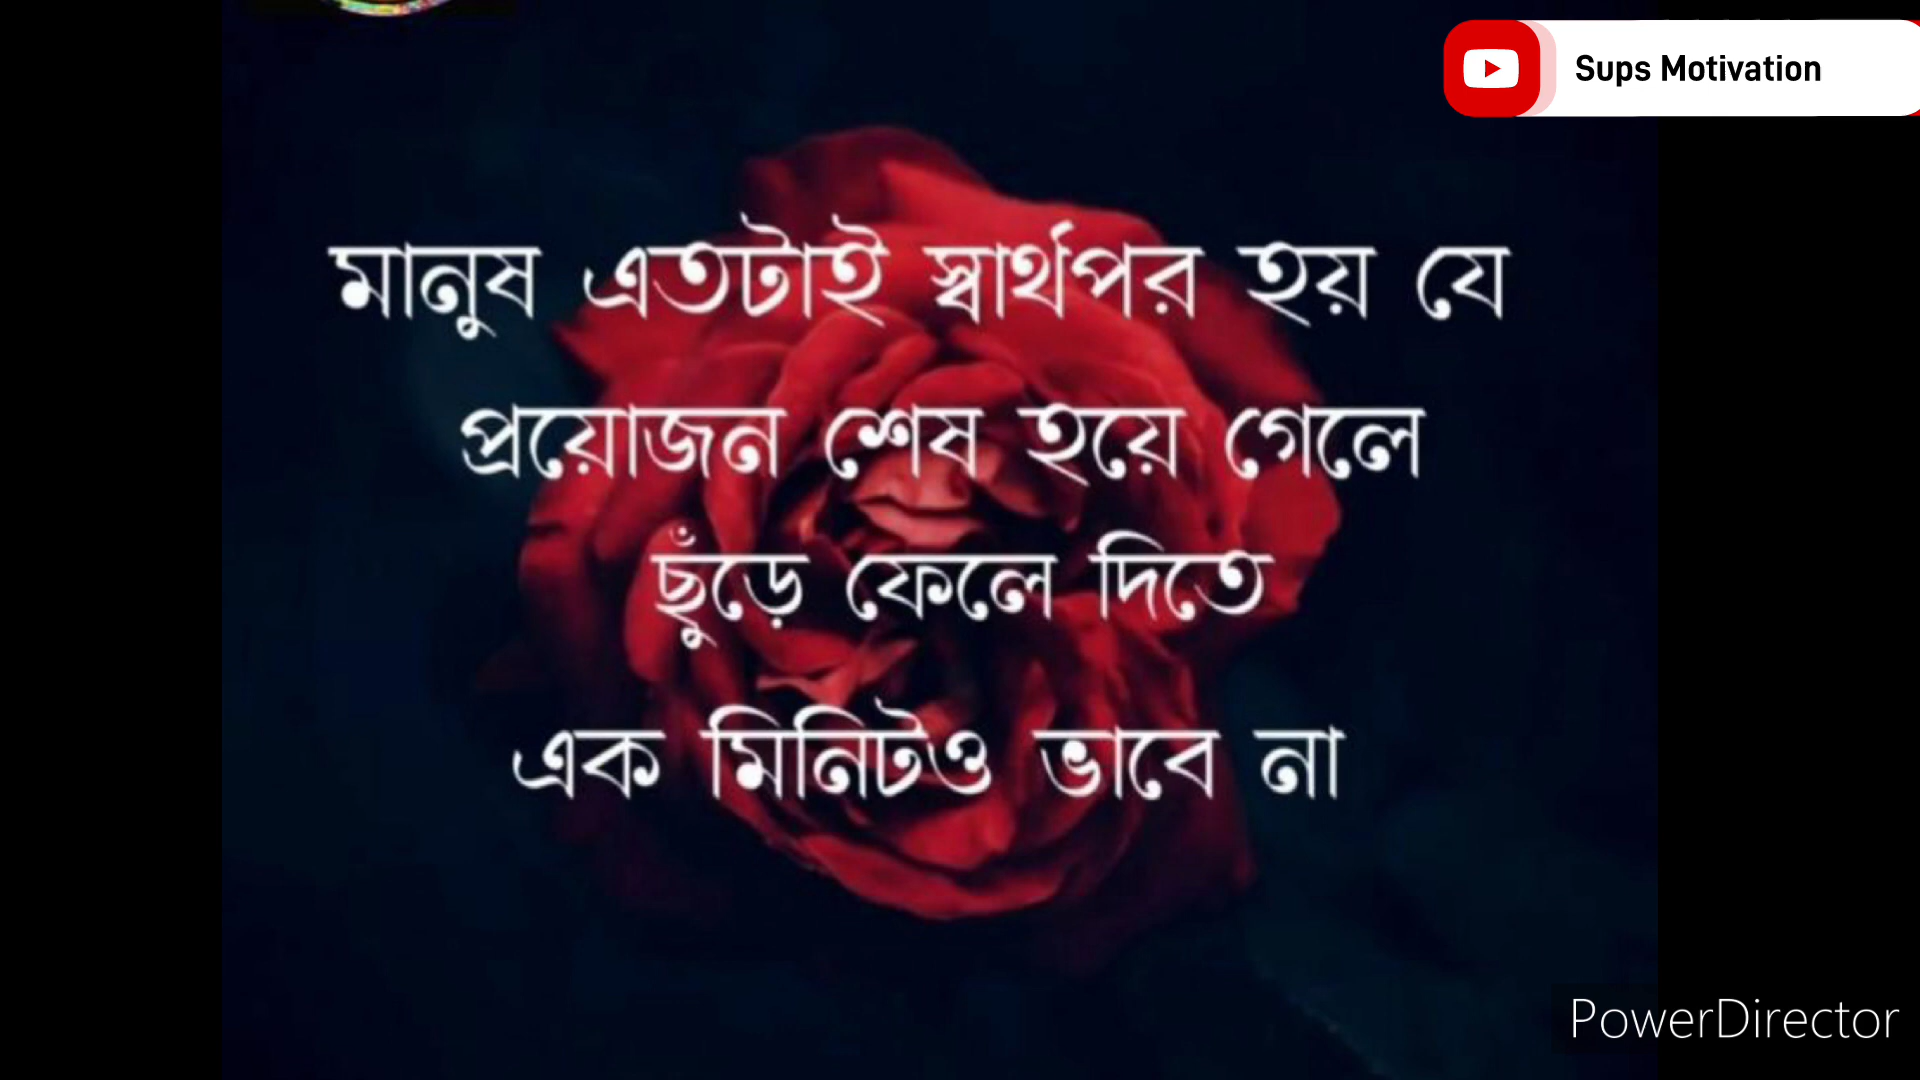 Sups Motivation
মানুষ এতটাই স্বার্থপর হয় যে
প্রয়োজন শেষ হয়ে গেলে
ছুঁড়ে ফেলে দিতে
এক মিনিটও ভাবে না
PowerDirector